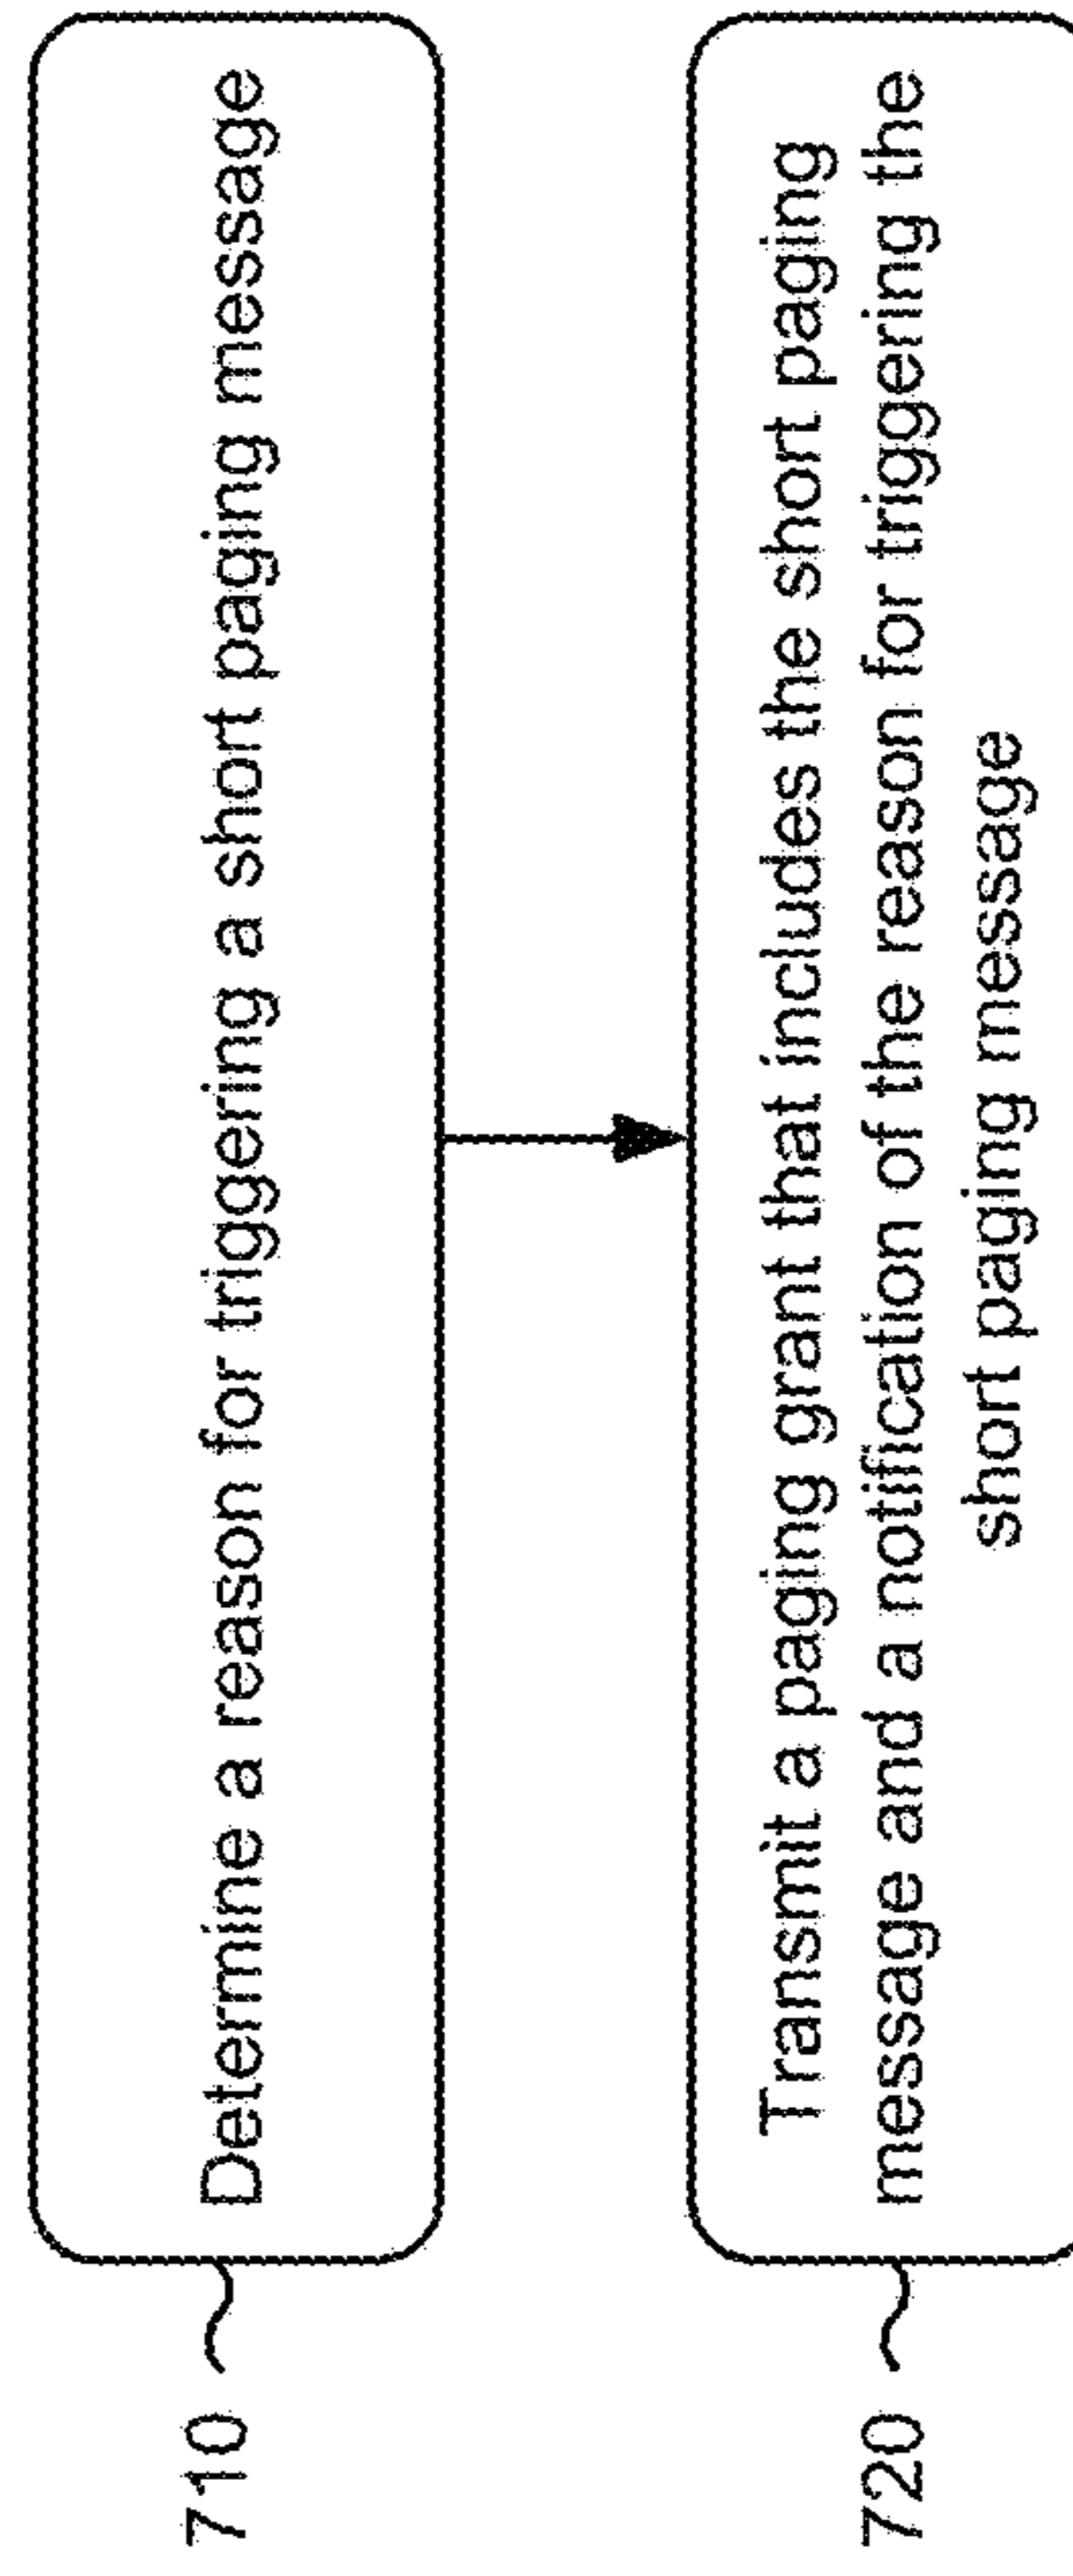 710
Determine a reason for triggering a short paging message
720
Transmit a paging grant that includes the short paging
message and a notification of the reason for triggering the
short paging message